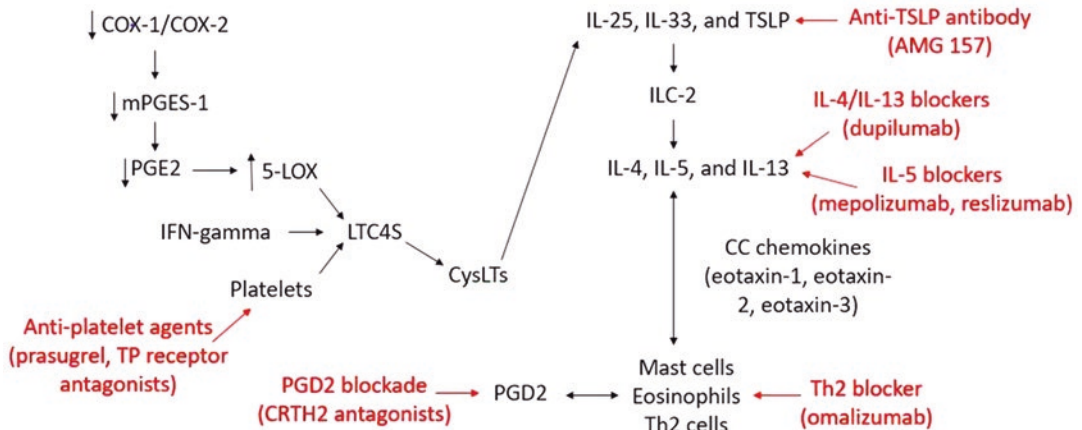 COX-1/COX-2
mPGES-1
PGE2
5-LOX
IFN-gamma
LTC4S
Platelets
CysLTs
Anti-platelet agents
(prasugrel, TP receptor
antagonists)
IL-25, IL-33, and TSLP
Anti-TSLP antibody
(AMG 157)
ILC-2
IL-4/IL-13 blockers
(dupilumab)
IL-4, IL-5, and IL-13
IL-5 blockers
(mepolizumab, reslizumab)
CC chemokines
(eotaxin-1, eotaxin-
2, eotaxin-3)
PGD2 blockade
(CRTH2 antagonists)
PGD2
Mast cells
Eosinophils
Th2 cells
Th2 blocker
(omalizumab)